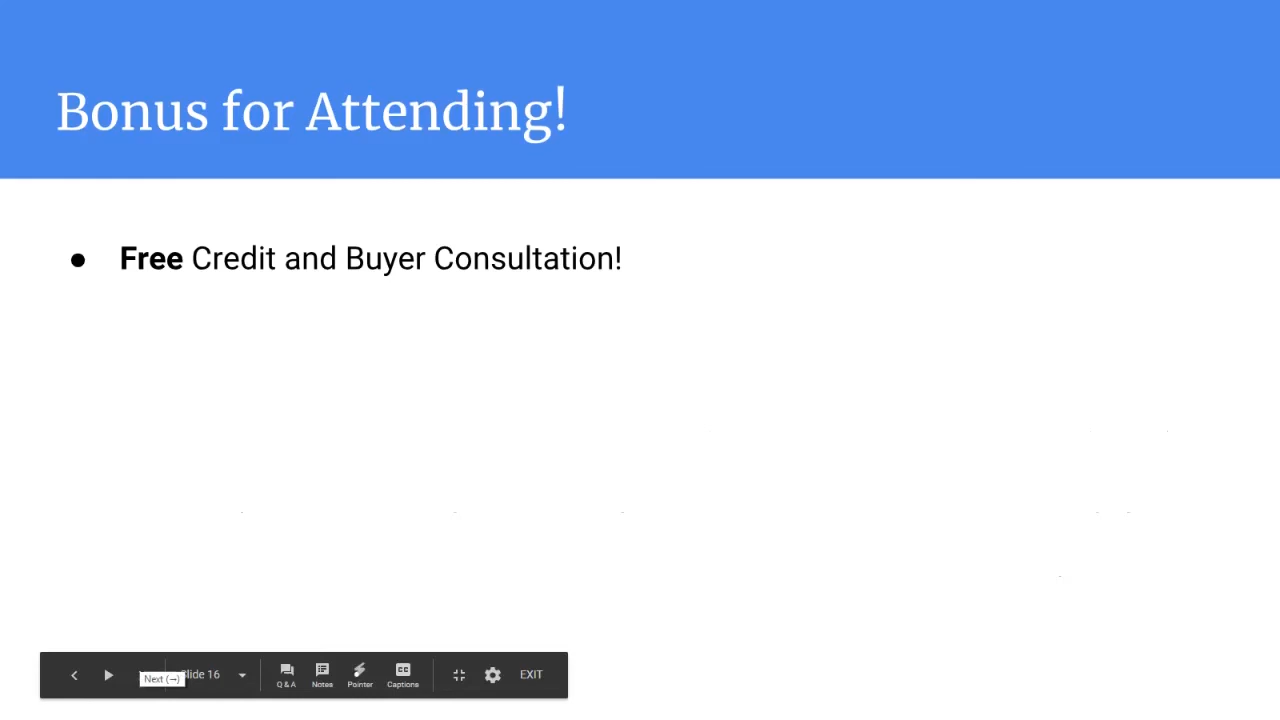 Bonus for Attending!
● Free Credit and Buyer Consultation!
Slide 16
Next (→)
Q & A
Notes
Pointer
Captions
EXIT